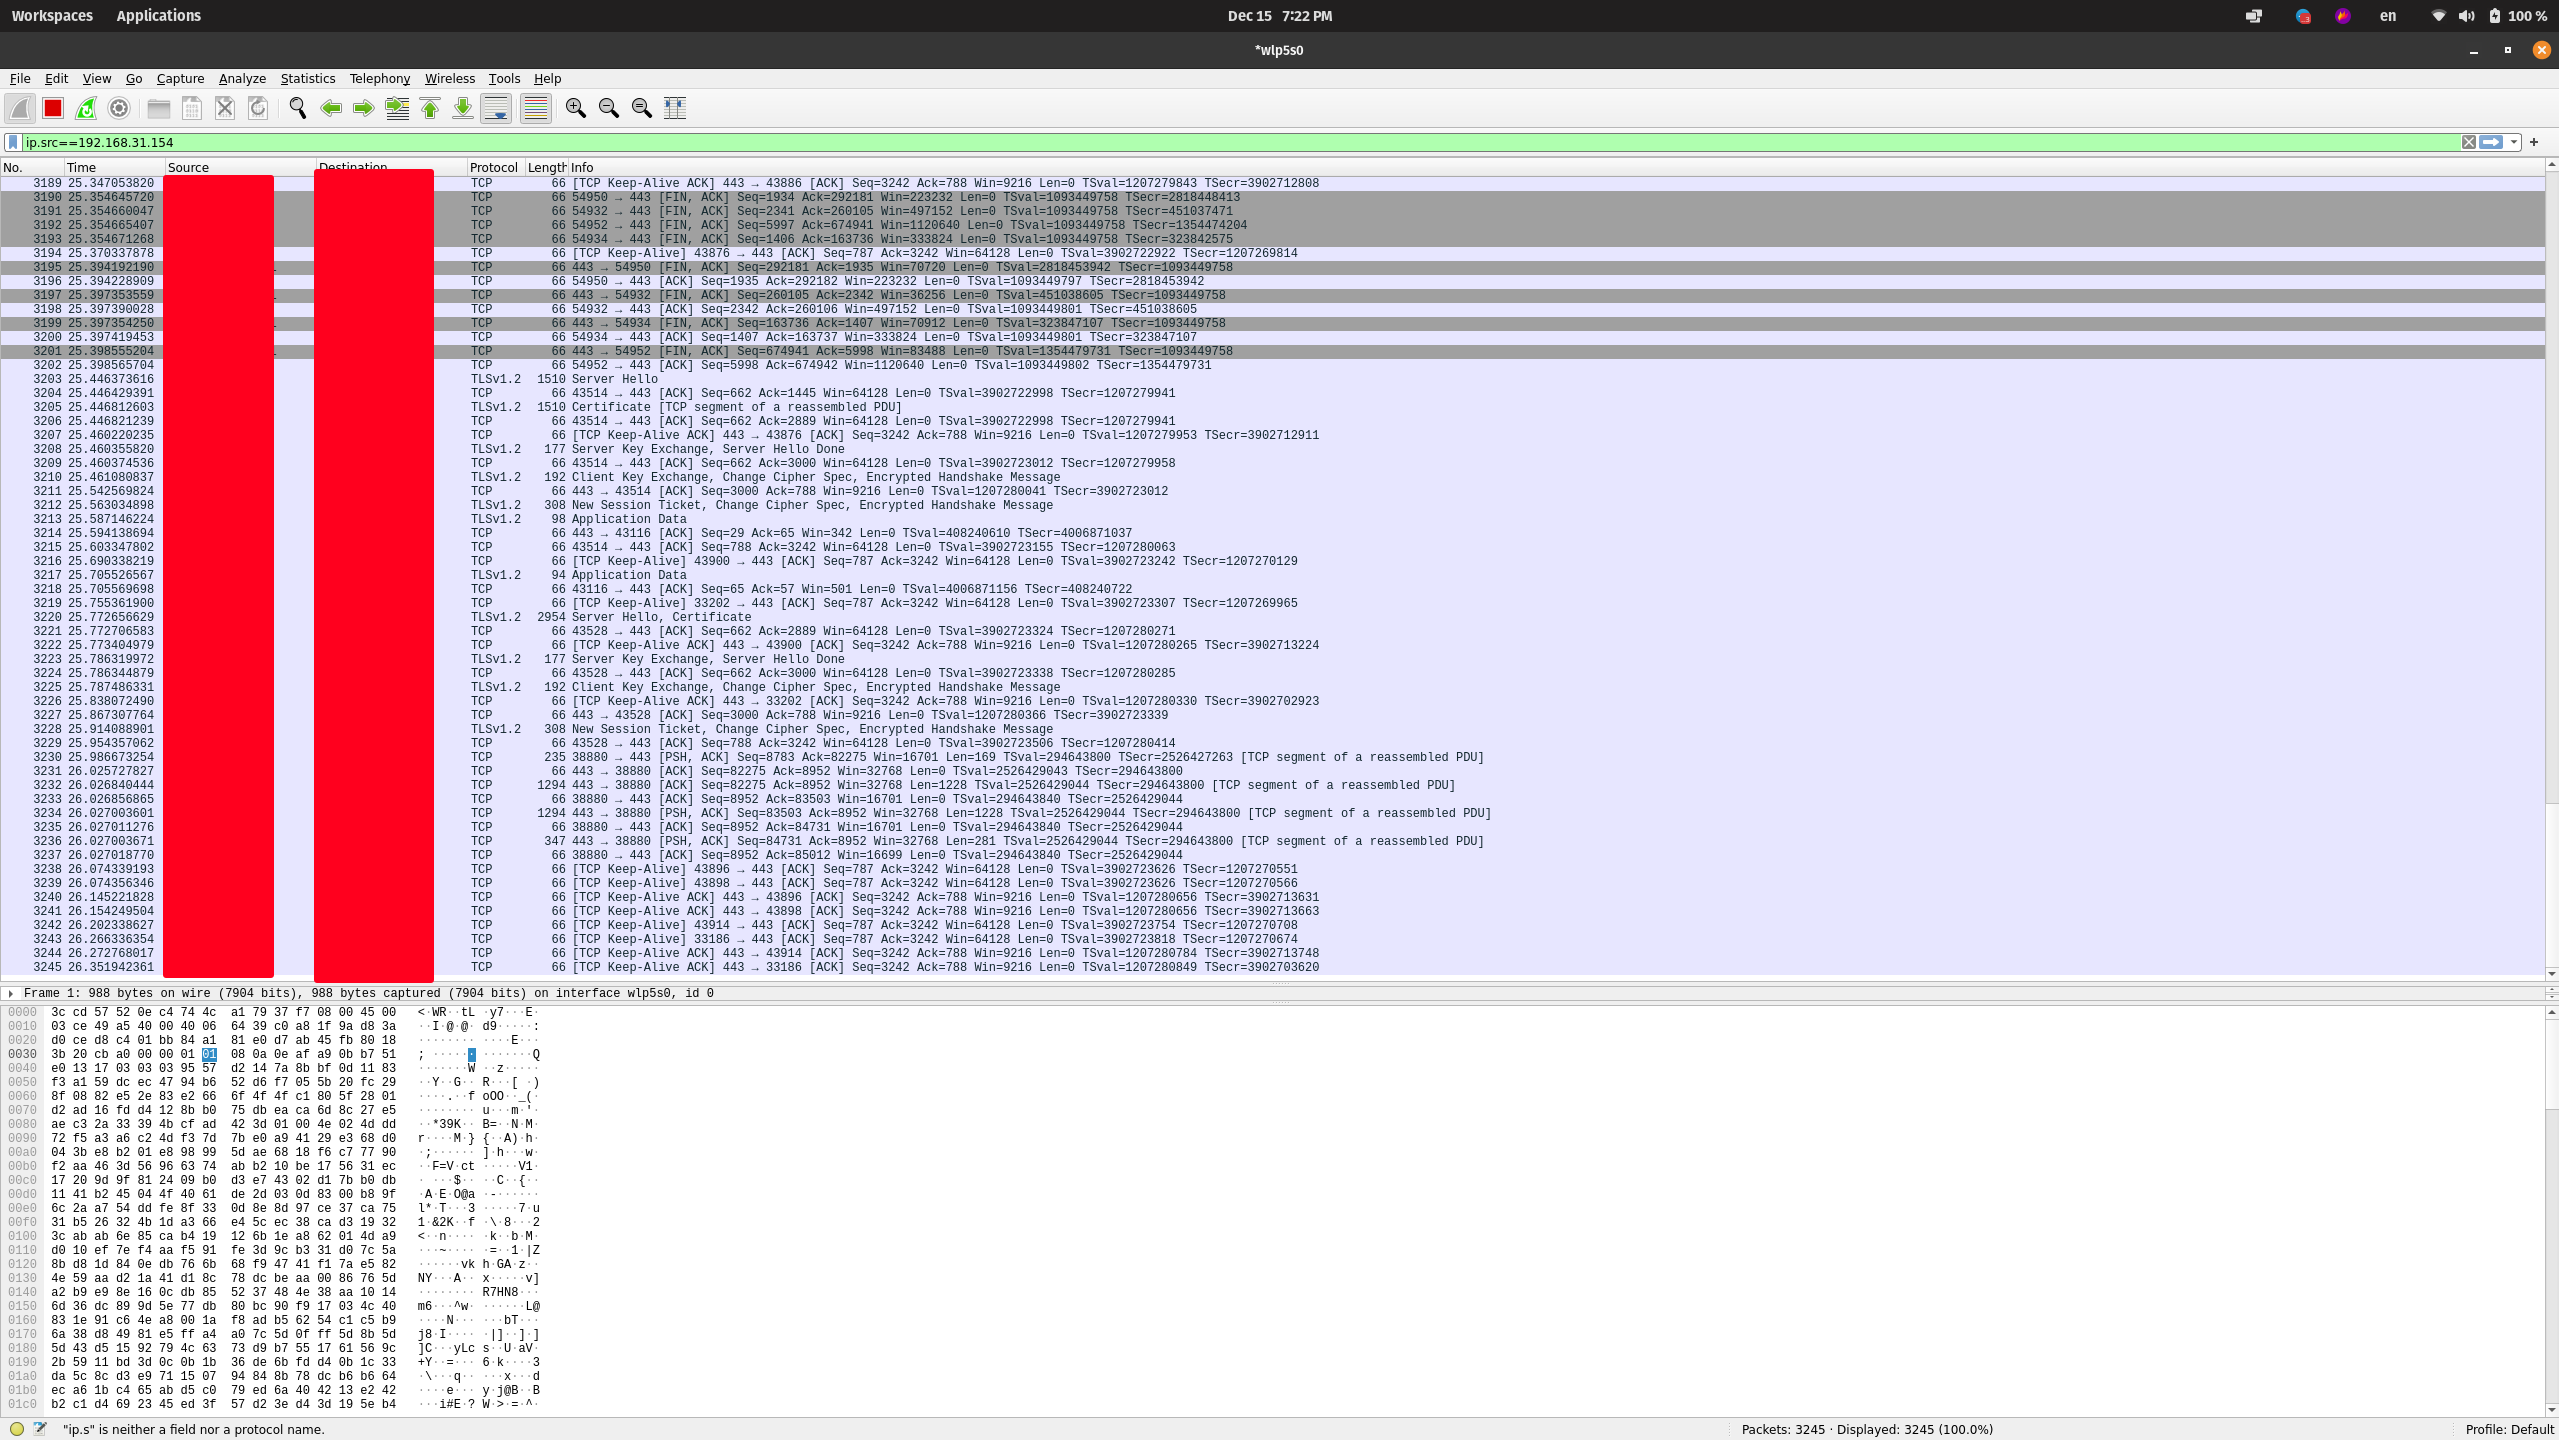 Workspaces Applications Dec 15 7:22 PM en 100 %
*wlp5s0
File Edit View Go Capture Analyze Statistics Telephony Wireless Tools Help
ip.src==192.168.31.154
No. Time Source Destination Protocol Length Info
3189 25.347053820 TCP 66 [TCP Keep-Alive ACK] 443 → 43886 [ACK] Seq=3242 Ack=788 Win=9216 Len=0 TSval=1207279843 TSecr=3902712808
3190 25.354645720 TCP 66 54950 → 443 [FIN, ACK] Seq=1934 Ack=292181 Win=223232 Len=0 TSval=1093449758 TSecr=2818448413
3191 25.354660047 TCP 66 54932 → 443 [FIN, ACK] Seq=2341 Ack=260105 Win=497152 Len=0 TSval=1093449758 TSecr=451037471
3192 25.354665407 TCP 66 54952 → 443 [FIN, ACK] Seq=5997 Ack=674941 Win=1120640 Len=0 TSval=1093449758 TSecr=1354474204
3193 25.354671268 TCP 66 54934 → 443 [FIN, ACK] Seq=1406 Ack=163736 Win=333824 Len=0 TSval=1093449758 TSecr=323842575
3194 25.370337878 TCP 66 [TCP Keep-Alive] 43876 → 443 [ACK] Seq=787 Ack=3242 Win=64128 Len=0 TSval=3902722922 TSecr=1207269814
3195 25.394192190 TCP 66 443 → 54950 [FIN, ACK] Seq=292181 Ack=1935 Win=70720 Len=0 TSval=2818453942 TSecr=1093449758
3196 25.394228909 TCP 66 54950 → 443 [ACK] Seq=1935 Ack=292182 Win=223232 Len=0 TSval=1093449797 TSecr=2818453942
3197 25.397353559 TCP 66 443 → 54932 [FIN, ACK] Seq=260105 Ack=2342 Win=36256 Len=0 TSval=451038605 TSecr=1093449758
3198 25.397390028 TCP 66 54932 → 443 [ACK] Seq=2342 Ack=260106 Win=497152 Len=0 TSval=1093449801 TSecr=451038605
3199 25.397354250 TCP 66 443 → 54934 [FIN, ACK] Seq=163736 Ack=1407 Win=70912 Len=0 TSval=323847107 TSecr=1093449758
3200 25.397419453 TCP 66 54934 → 443 [ACK] Seq=1407 Ack=163737 Win=333824 Len=0 TSval=1093449801 TSecr=323847107
3201 25.398555204 TCP 66 443 → 54952 [FIN, ACK] Seq=674941 Ack=5998 Win=83488 Len=0 TSval=1354479731 TSecr=1093449758
3202 25.398565704 TCP 66 54952 → 443 [ACK] Seq=5998 Ack=674942 Win=1120640 Len=0 TSval=1093449802 TSecr=1354479731
3203 25.446373616 TLSv1.2 1510 Server Hello
3204 25.446429391 TCP 66 43514 → 443 [ACK] Seq=662 Ack=1445 Win=64128 Len=0 TSval=3902722998 TSecr=1207279941
3205 25.446812603 TLSv1.2 1510 Certificate [TCP segment of a reassembled PDU]
3206 25.446821239 TCP 66 43514 → 443 [ACK] Seq=662 Ack=2889 Win=64128 Len=0 TSval=3902722998 TSecr=1207279941
3207 25.460220235 TCP 66 [TCP Keep-Alive ACK] 443 → 43876 [ACK] Seq=3242 Ack=788 Win=9216 Len=0 TSval=1207279953 TSecr=3902712911
3208 25.460355820 TLSv1.2 177 Server Key Exchange, Server Hello Done
3209 25.460374536 TCP 66 43514 → 443 [ACK] Seq=662 Ack=3000 Win=64128 Len=0 TSval=3902723012 TSecr=1207279958
3210 25.461080837 TLSv1.2 192 Client Key Exchange, Change Cipher Spec, Encrypted Handshake Message
3211 25.542569824 TCP 66 443 → 43514 [ACK] Seq=3000 Ack=788 Win=9216 Len=0 TSval=1207280041 TSecr=3902723012
3212 25.563034898 TLSv1.2 308 New Session Ticket, Change Cipher Spec, Encrypted Handshake Message
3213 25.587146224 TLSv1.2 98 Application Data
3214 25.594138694 TCP 66 443 → 43116 [ACK] Seq=29 Ack=65 Win=342 Len=0 TSval=408240610 TSecr=4006871037
3215 25.603347802 TCP 66 43514 → 443 [ACK] Seq=788 Ack=3242 Win=64128 Len=0 TSval=3902723155 TSecr=1207280063
3216 25.690338219 TCP 66 [TCP Keep-Alive] 43900 → 443 [ACK] Seq=787 Ack=3242 Win=64128 Len=0 TSval=3902723242 TSecr=1207270129
3217 25.705526567 TLSv1.2 94 Application Data
3218 25.705569698 TCP 66 43116 → 443 [ACK] Seq=65 Ack=57 Win=501 Len=0 TSval=4006871156 TSecr=408240722
3219 25.755361900 TCP 66 [TCP Keep-Alive] 33202 → 443 [ACK] Seq=787 Ack=3242 Win=64128 Len=0 TSval=3902723307 TSecr=1207269965
3220 25.772656629 TLSv1.2 2954 Server Hello, Certificate
3221 25.772706583 TCP 66 43528 → 443 [ACK] Seq=662 Ack=2889 Win=64128 Len=0 TSval=3902723324 TSecr=1207280271
3222 25.773404979 TCP 66 [TCP Keep-Alive ACK] 443 → 43900 [ACK] Seq=3242 Ack=788 Win=9216 Len=0 TSval=1207280265 TSecr=3902713224
3223 25.786319972 TLSv1.2 177 Server Key Exchange, Server Hello Done
3224 25.786344879 TCP 66 43528 → 443 [ACK] Seq=662 Ack=3000 Win=64128 Len=0 TSval=3902723338 TSecr=1207280285
3225 25.787486331 TLSv1.2 192 Client Key Exchange, Change Cipher Spec, Encrypted Handshake Message
3226 25.838072490 TCP 66 [TCP Keep-Alive ACK] 443 → 33202 [ACK] Seq=3242 Ack=788 Win=9216 Len=0 TSval=1207280330 TSecr=3902702923
3227 25.867307764 TCP 66 443 → 43528 [ACK] Seq=3000 Ack=788 Win=9216 Len=0 TSval=1207280366 TSecr=3902723339
3228 25.914088901 TLSv1.2 308 New Session Ticket, Change Cipher Spec, Encrypted Handshake Message
3229 25.954357062 TCP 66 43528 → 443 [ACK] Seq=788 Ack=3242 Win=64128 Len=0 TSval=3902723506 TSecr=1207280414
3230 25.986673254 TCP 235 38880 → 443 [PSH, ACK] Seq=8783 Ack=82275 Win=16701 Len=169 TSval=294643800 TSecr=2526427263 [TCP segment of a reassembled PDU]
3231 26.025727827 TCP 66 443 → 38880 [ACK] Seq=82275 Ack=8952 Win=32768 Len=0 TSval=2526429043 TSecr=294643800
3232 26.026840444 TCP 1294 443 → 38880 [ACK] Seq=82275 Ack=8952 Win=32768 Len=1228 TSval=2526429044 TSecr=294643800 [TCP segment of a reassembled PDU]
3233 26.026856865 TCP 66 38880 → 443 [ACK] Seq=8952 Ack=83503 Win=16701 Len=0 TSval=294643840 TSecr=2526429044
3234 26.027003601 TCP 1294 443 → 38880 [PSH, ACK] Seq=83503 Ack=8952 Win=32768 Len=1228 TSval=2526429044 TSecr=294643800 [TCP segment of a reassembled PDU]
3235 26.027011276 TCP 66 38880 → 443 [ACK] Seq=8952 Ack=84731 Win=16701 Len=0 TSval=294643840 TSecr=2526429044
3236 26.027003671 TCP 347 443 → 38880 [PSH, ACK] Seq=84731 Ack=8952 Win=32768 Len=281 TSval=2526429044 TSecr=294643800 [TCP segment of a reassembled PDU]
3237 26.027018770 TCP 66 38880 → 443 [ACK] Seq=8952 Ack=85012 Win=16699 Len=0 TSval=294643840 TSecr=2526429044
3238 26.074339193 TCP 66 [TCP Keep-Alive] 43896 → 443 [ACK] Seq=787 Ack=3242 Win=64128 Len=0 TSval=3902723626 TSecr=1207270551
3239 26.074356346 TCP 66 [TCP Keep-Alive] 43898 → 443 [ACK] Seq=787 Ack=3242 Win=64128 Len=0 TSval=3902723626 TSecr=1207270566
3240 26.145221828 TCP 66 [TCP Keep-Alive ACK] 443 → 43896 [ACK] Seq=3242 Ack=788 Win=9216 Len=0 TSval=1207280656 TSecr=3902713631
3241 26.154249504 TCP 66 [TCP Keep-Alive ACK] 443 → 43898 [ACK] Seq=3242 Ack=788 Win=9216 Len=0 TSval=1207280656 TSecr=3902713663
3242 26.202338627 TCP 66 [TCP Keep-Alive] 43914 → 443 [ACK] Seq=787 Ack=3242 Win=64128 Len=0 TSval=3902723754 TSecr=1207270708
3243 26.266336354 TCP 66 [TCP Keep-Alive] 33186 → 443 [ACK] Seq=787 Ack=3242 Win=64128 Len=0 TSval=3902723818 TSecr=1207270674
3244 26.272768017 TCP 66 [TCP Keep-Alive ACK] 443 → 43914 [ACK] Seq=3242 Ack=788 Win=9216 Len=0 TSval=1207280784 TSecr=3902713748
3245 26.351942361 TCP 66 [TCP Keep-Alive ACK] 443 → 33186 [ACK] Seq=3242 Ack=788 Win=9216 Len=0 TSval=1207280849 TSecr=3902703620
Frame 1: 988 bytes on wire (7904 bits), 988 bytes captured (7904 bits) on interface wlp5s0, id 0
0000 3c cd 57 52 0e c4 74 4c a1 79 37 f7 08 00 45 00 <·WR··tL ·y7···E·
0010 03 ce 49 a5 40 00 40 06 64 39 c0 a8 1f 9a d8 3a ··I·@·@· d9·····:
0020 d0 ce d8 c4 01 bb 84 a1 81 e0 d7 ab 45 fb 80 18 ········ ····E···
0030 3b 20 cb a0 00 00 01 01 08 0a 0e af a9 0b b7 51 ; ······ ·······Q
0040 e0 13 17 03 03 03 95 57 d2 14 7a 8b bf 0d 11 83 ·······W ··z·····
0050 f3 a1 59 dc ec 47 94 b6 52 d6 f7 05 5b 20 fc 29 ··Y··G·· R···[ ·)
0060 8f 08 82 e5 2e 83 e2 66 6f 4f 4f c1 80 5f 28 01 ····.··f oOO··_(·
0070 d2 ad 16 fd d4 12 8b b0 75 db ea ca 6d 8c 27 e5 ········ u···m·'·
0080 ae c3 2a 33 39 4b cf ad 42 3d 01 00 4e 02 4d dd ··*39K·· B=··N·M·
0090 72 f5 a3 a6 c2 4d f3 7d 7b e0 a9 41 29 e3 68 d0 r····M·} {··A)·h·
00a0 04 3b e8 b2 01 e8 98 99 5d ae 68 18 f6 c7 77 90 ·;······ ]·h···w·
00b0 f2 aa 46 3d 56 96 63 74 ab b2 10 be 17 56 31 ec ··F=V·ct ·····V1·
00c0 17 20 9d 9f 81 24 09 b0 d3 e7 43 02 d1 7b b0 db · ···$·· ··C··{··
00d0 11 41 b2 45 04 4f 40 61 de 2d 03 0d 83 00 b8 9f ·A·E·O@a ·-······
00e0 6c 2a a7 54 dd fe 8f 33 0d 8e 8d 97 ce 37 ca 75 l*·T···3 ·····7·u
00f0 31 b5 26 32 4b 1d a3 66 e4 5c ec 38 ca d3 19 32 1·&2K··f ·\·8···2
0100 3c ab ab 6e 85 ca b4 19 12 6b 1e a8 62 01 4d a9 <··n···· ·k··b·M·
0110 d0 10 ef 7e f4 aa f5 91 fe 3d 9c b3 31 d0 7c 5a ···~···· ·=··1·|Z
0120 8b d8 1d 84 0e db 76 6b 68 f9 47 41 f1 7a e5 82 ······vk h·GA·z··
0130 4e 59 aa d2 1a 41 d1 8c 78 dc be aa 00 86 76 5d NY···A·· x·····v]
0140 a2 b9 e9 8e 16 0c db 85 52 37 48 4e 38 aa 10 14 ········ R7HN8···
0150 6d 36 dc 89 9d 5e 77 db 80 bc 90 f9 17 03 4c 40 m6···^w· ······L@
0160 83 1e 91 c6 4e a8 00 1a f8 ad b5 62 54 c1 c5 b9 ····N··· ···bT···
0170 6a 38 d8 49 81 e5 ff a4 a0 7c 5d 0f ff 5d 8b 5d j8·I···· ·|]··]·]
0180 5d 43 d5 15 92 79 4c 63 73 d9 b7 55 17 61 56 9c ]C···yLc s··U·aV·
0190 2b 59 11 bd 3d 0c 0b 1b 36 de 6b fd d4 0b 1c 33 +Y··=··· 6·k····3
01a0 da 5c 8c d3 e9 71 15 07 94 84 8b 78 dc b6 b6 64 ·\···q·· ···x···d
01b0 ec a6 1b c4 65 ab d5 c0 79 ed 6a 40 42 13 e2 42 ····e··· y·j@B··B
01c0 b2 c1 d4 69 23 45 ed 3f 57 d2 3e d4 3d 19 5e b4 ···i#E·? W·>·=·^·
"ip.s" is neither a field nor a protocol name. Packets: 3245 · Displayed: 3245 (100.0%) Profile: Default